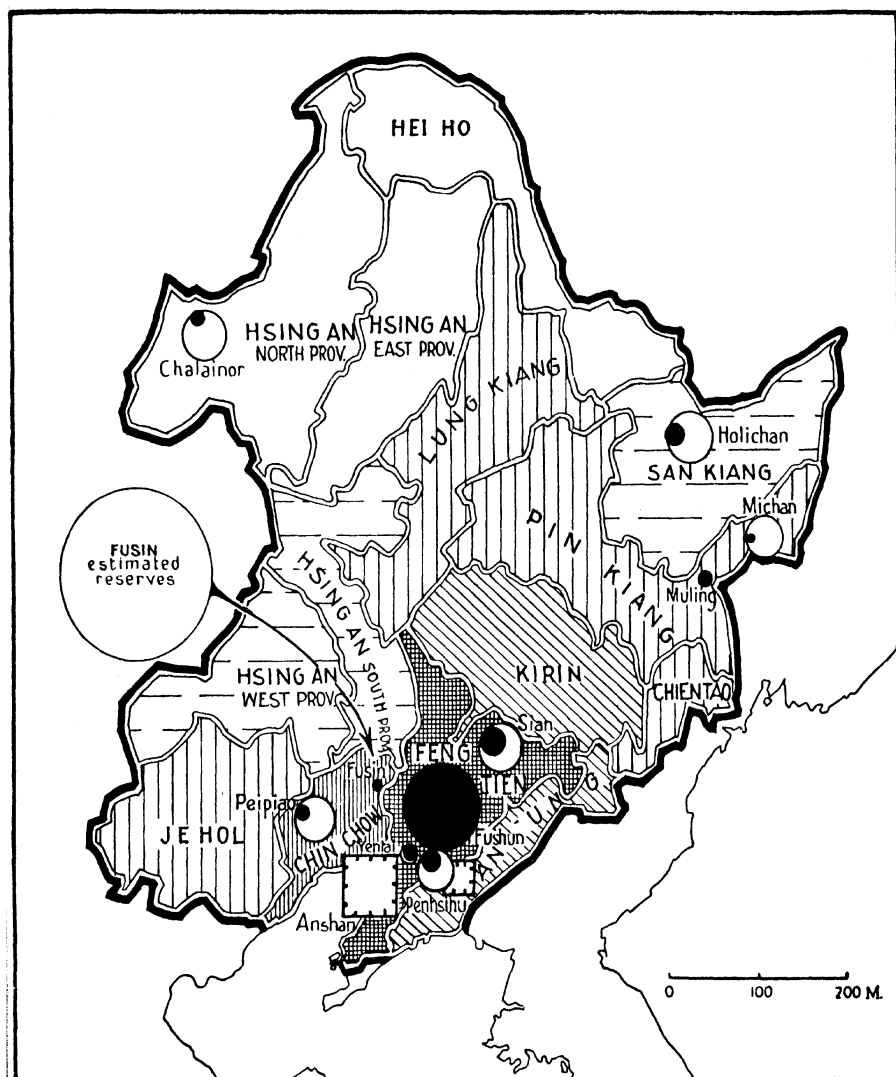 HEI HO
HSING AN
NORTH PROV.
HSING AN
EAST PROV.
Chalainor
LUNG KIANG
Holichan
SAN KIANG
Michan
PIN KIANG
Muling
FUSIN
estimated
reserves
HSING AN SOUTH PROV.
KIRIN
HSING AN
WEST PROV.
CHIENTAO
Sian
FENG
TIEN
Fusin
Peipiao
JEHOL
CHIN CHOW
Fushun
AN TUNG
Yentai
Penhsihu
Anshan
0 100 200 M.